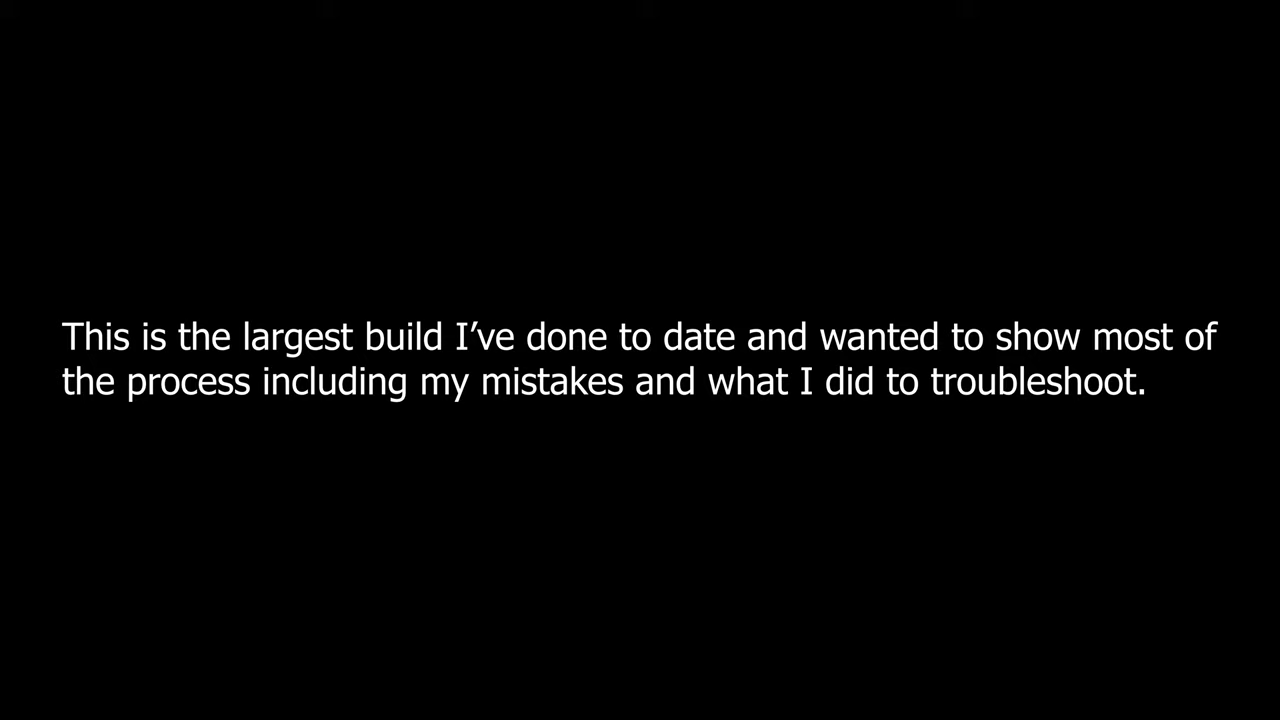 This is the largest build I’ve done to date and wanted to show most of
the process including my mistakes and what I did to troubleshoot.